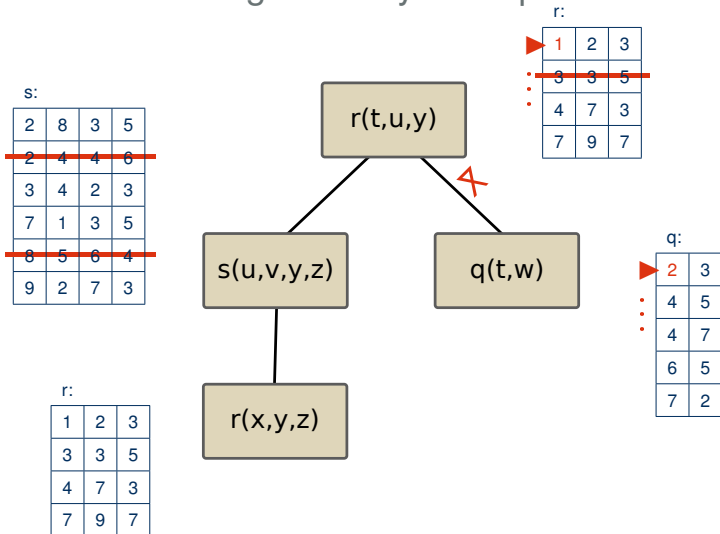 r:
1 2 3
3 3 5
4 7 3
7 9 7
s:
2 8 3 5
2 4 4 6
3 4 2 3
7 1 3 5
8 5 6 4
9 2 7 3
r(t,u,y)
⋉
s(u,v,y,z)
q(t,w)
q:
2 3
4 5
4 7
6 5
7 2
r(x,y,z)
r:
1 2 3
3 3 5
4 7 3
7 9 7